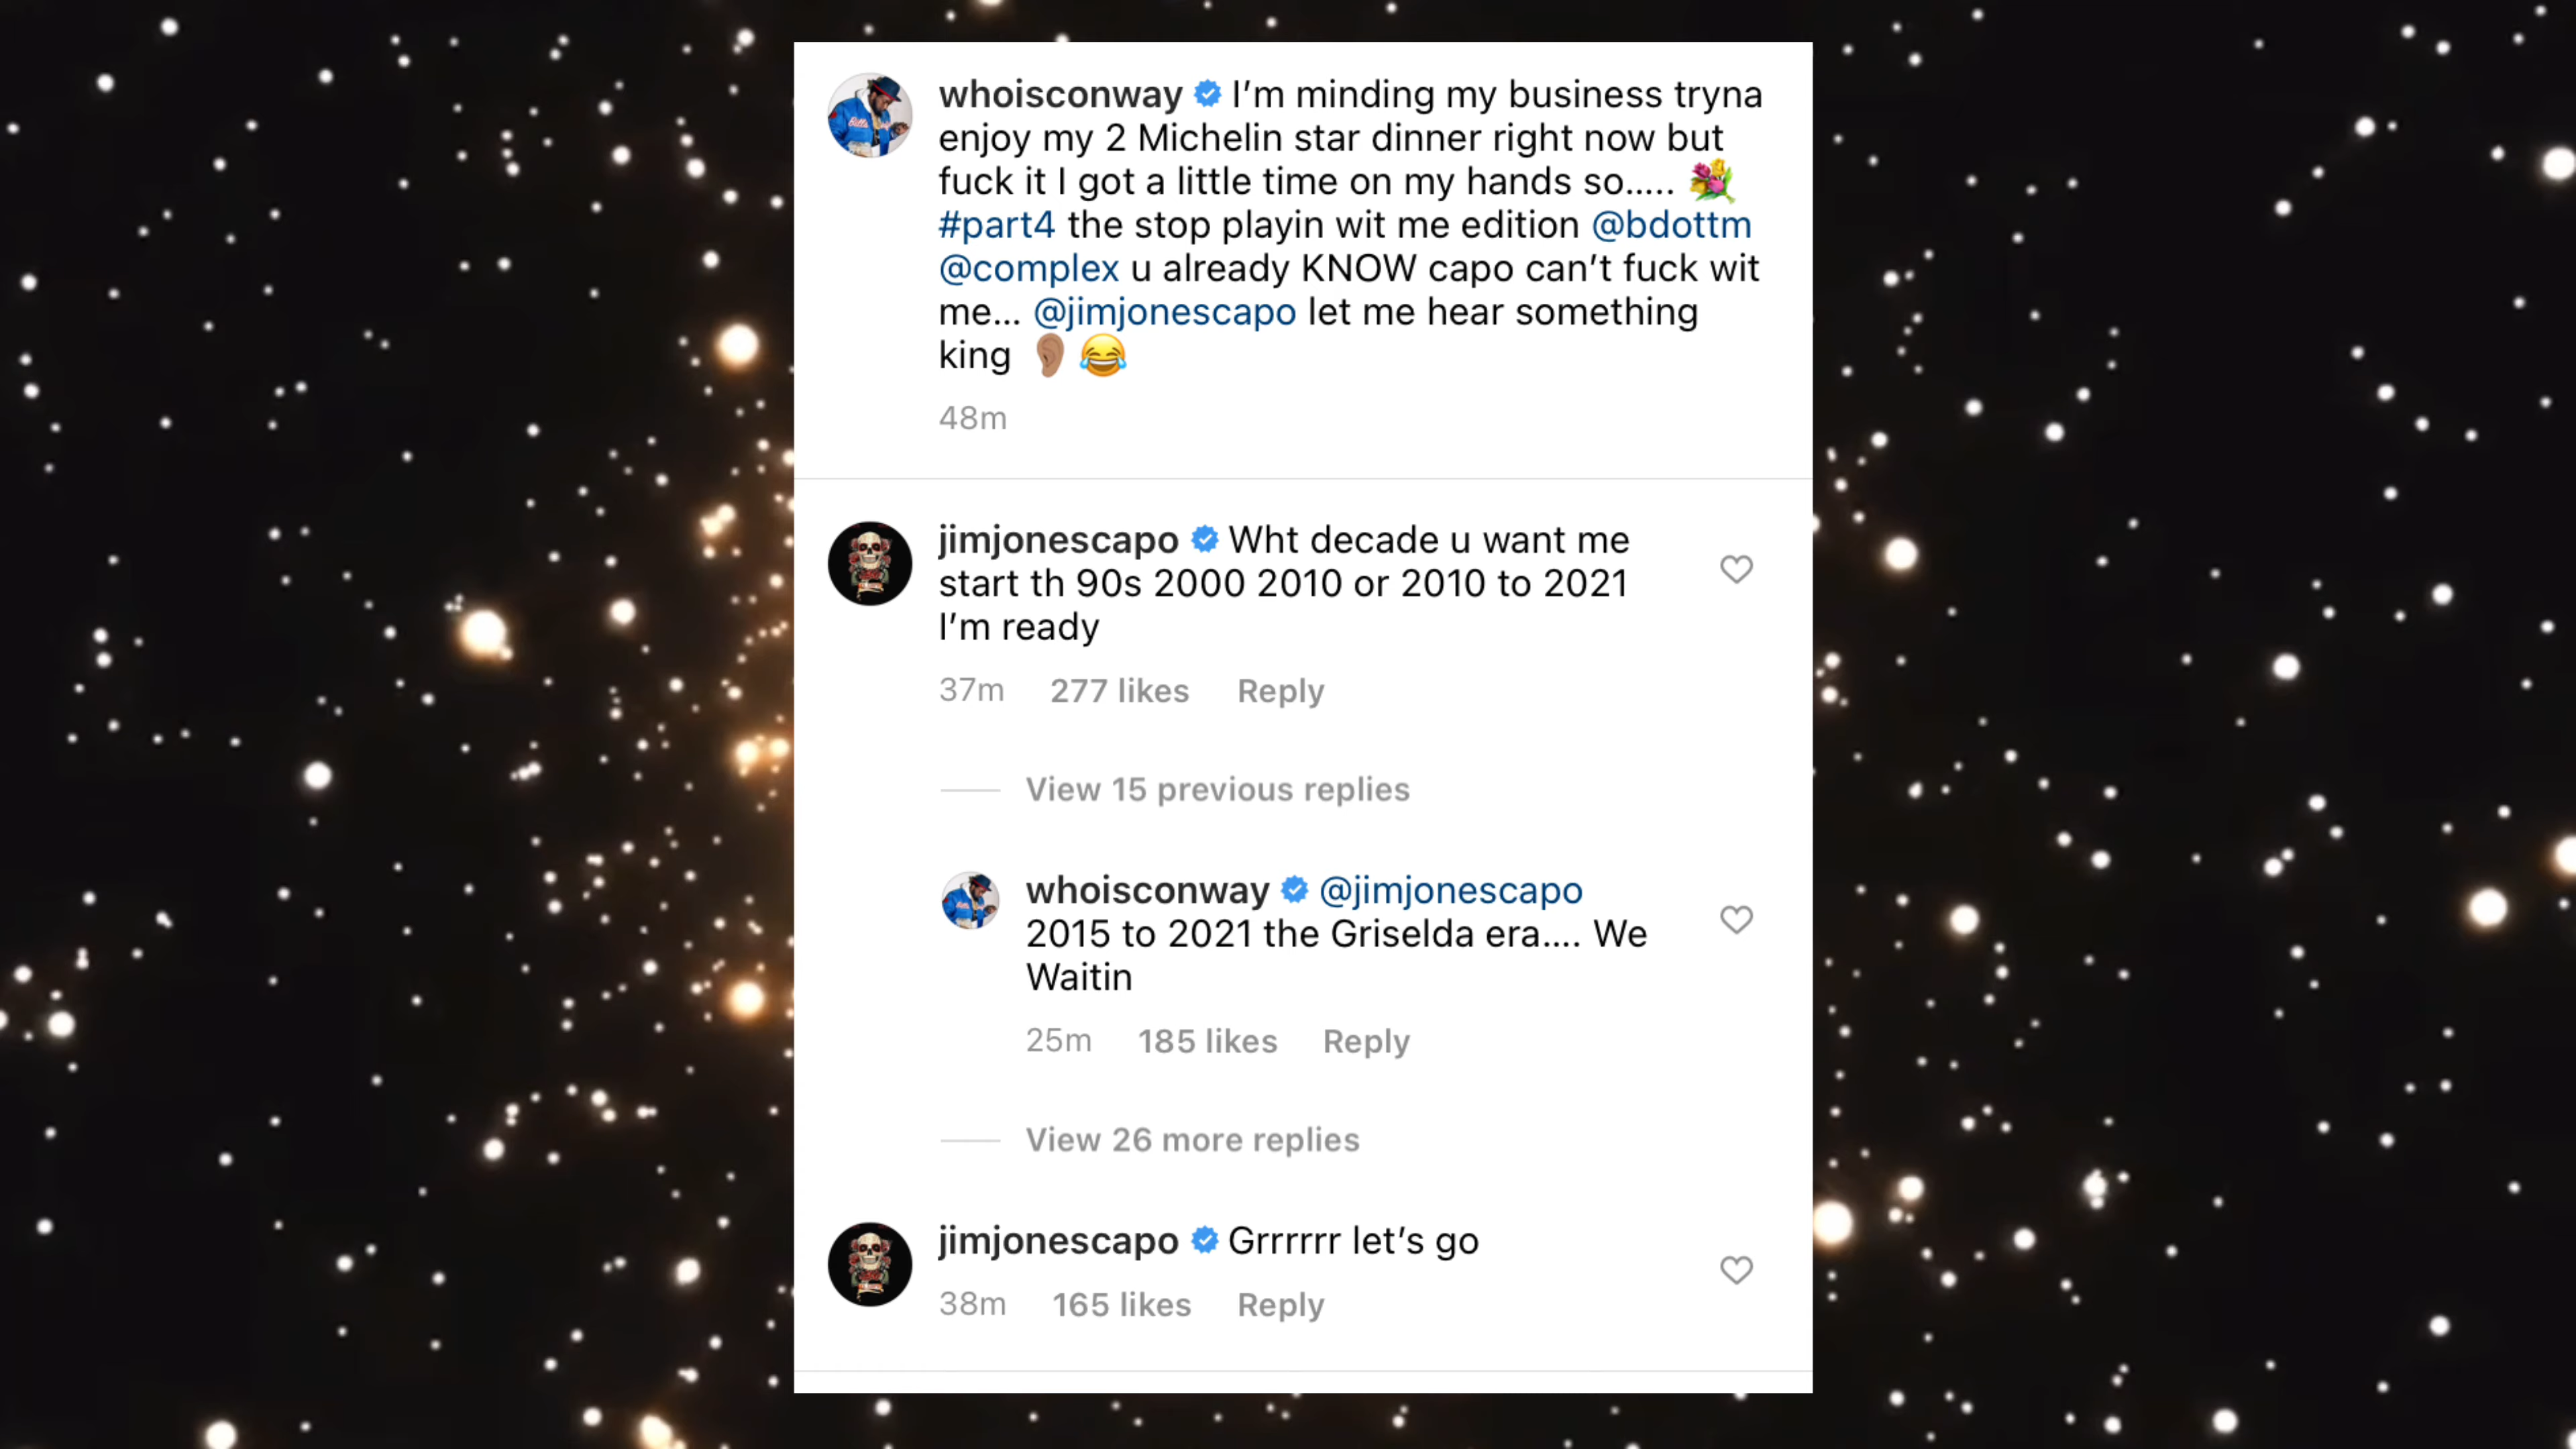 whoisconway I’m minding my business tryna
enjoy my 2 Michelin star dinner right now but
fuck it I got a little time on my hands so..... 💐
#part4 the stop playin wit me edition @bdottm
@complex u already KNOW capo can’t fuck wit
me... @jimjonescapo let me hear something
king 👂🏽😂
48m
jimjonescapo Wht decade u want me
start th 90s 2000 2010 or 2010 to 2021
I’m ready
37m 277 likes Reply
View 15 previous replies
whoisconway @jimjonescapo
2015 to 2021 the Griselda era.... We
Waitin
25m 185 likes Reply
View 26 more replies
jimjonescapo Grrrrrr let’s go
38m 165 likes Reply